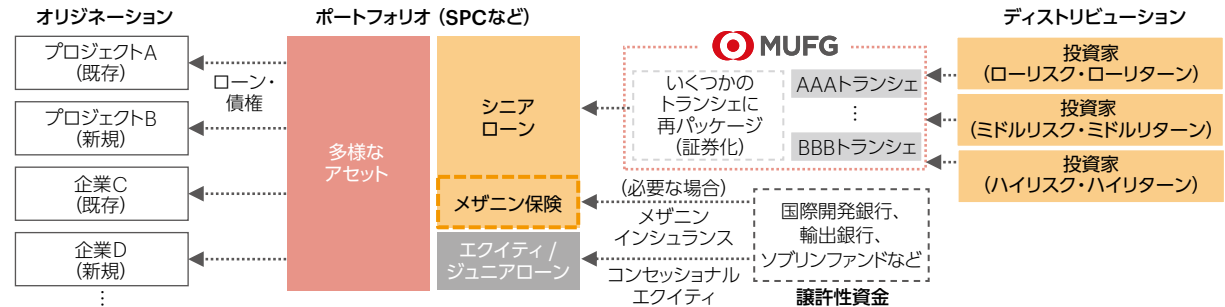 オリジネーション
プロジェクトA
(既存)
プロジェクトB
(新規)
企業C
(既存)
企業D
(新規)
…
ローン・
債権
ポートフォリオ（SPCなど）
多様な
アセット
シニア
ローン
メザニン保険
エクイティ /
ジュニアローン
MUFG
いくつかの
トランシェに
再パッケージ
(証券化)
AAAトランシェ
…
BBBトランシェ
(必要な場合)
メザニン
インシュランス
コンセッショナル
エクイティ
国際開発銀行、
輸出銀行、
ソブリンファンドなど
譲許性資金
ディストリビューション
投資家
(ローリスク・ローリターン)
投資家
(ミドルリスク・ミドルリターン)
投資家
(ハイリスク・ハイリターン)